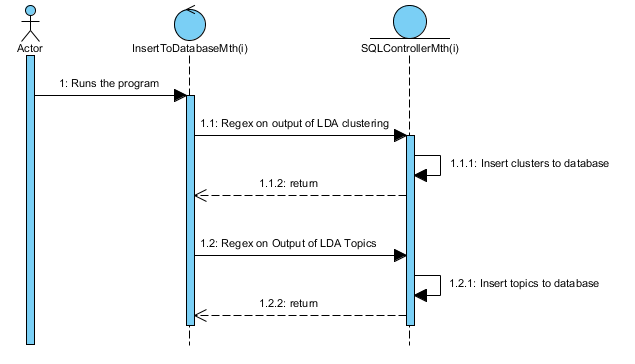 Actor
InsertToDatabaseMth(i)
SQLControllerMth(i)
1: Runs the program
1.1: Regex on output of LDA clustering
1.1.1: Insert clusters to database
1.1.2: return
1.2: Regex on Output of LDA Topics
1.2.1: Insert topics to database
1.2.2: return